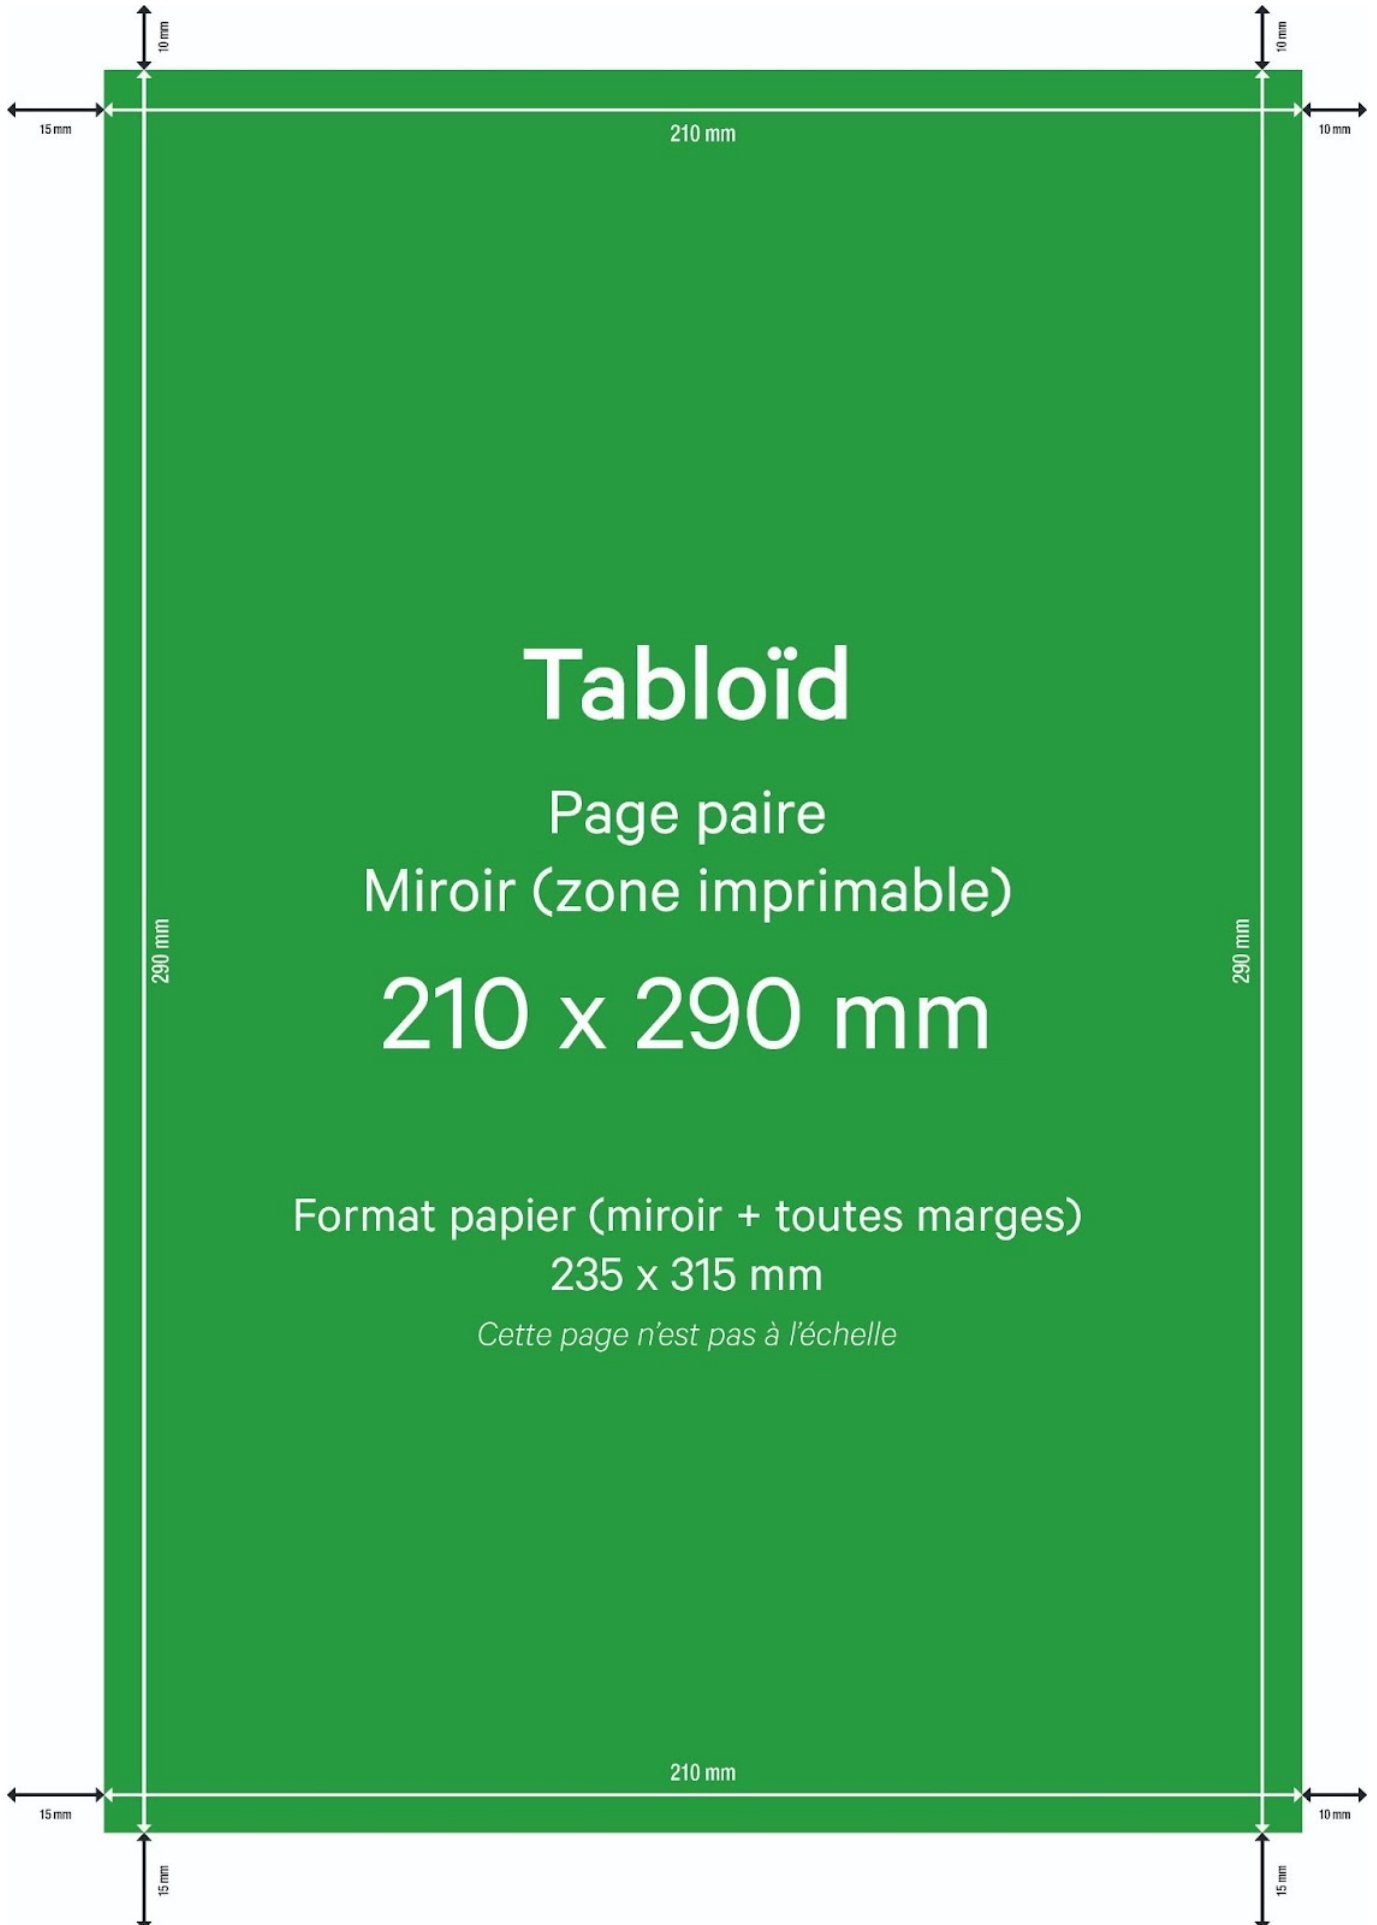 10 mm
10 mm
15 mm
210 mm
10 mm
Tabloïd
Page paire
Miroir (zone imprimable)
290 mm
290 mm
210 x 290 mm
Format papier (miroir + toutes marges)
235 x 315 mm
Cette page n'est pas à l'échelle
210 mm
15 mm
10 mm
15 mm
15 mm